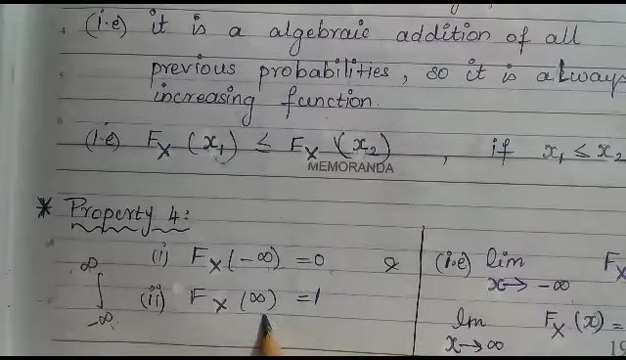 (i.e) it is a algebraic addition of all
previous probabilities, so it is always
increasing function.
(i.e) Fx (x1) ≤ Fx (x2) , if x1 ≤ x2
MEMORANDA
* Property 4:
(i) Fx (-∞) = 0 &
∞ ∫ -∞ (ii) Fx (∞) = 1
(i.e) lim x→ -∞ Fx
lim x→∞ Fx (x) =